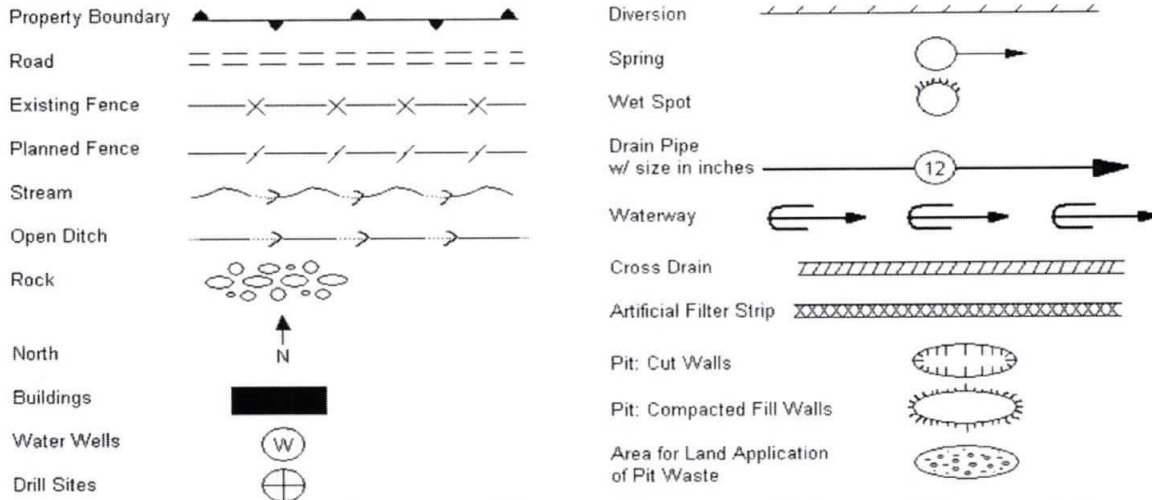 Property Boundary
Road
Existing Fence
Planned Fence
Stream
Open Ditch
Rock
North
N
Buildings
Water Wells
W
Drill Sites
Diversion
Spring
Wet Spot
Drain Pipe
w/ size in inches
12
Waterway
Cross Drain
Artificial Filter Strip
Pit: Cut Walls
Pit: Compacted Fill Walls
Area for Land Application
of Pit Waste